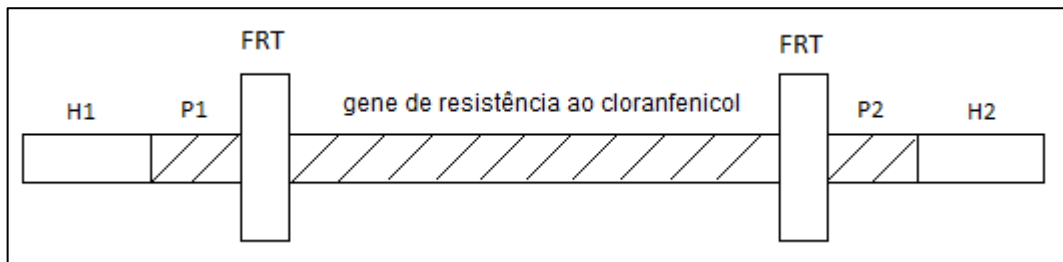 FRT FRT
H1 P1 gene de resistência ao cloranfenicol P2 H2